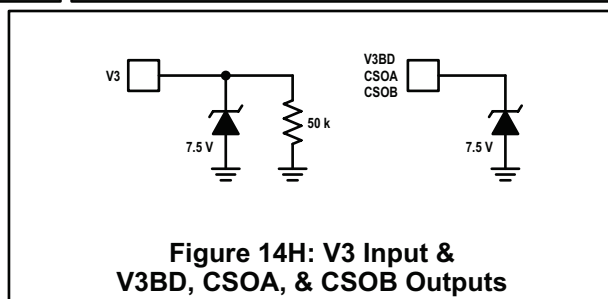 V3
7.5 V
50 k
V3BD
CSOA
CSOB
7.5 V
Figure 14H: V3 Input &
V3BD, CSOA, & CSOB Outputs